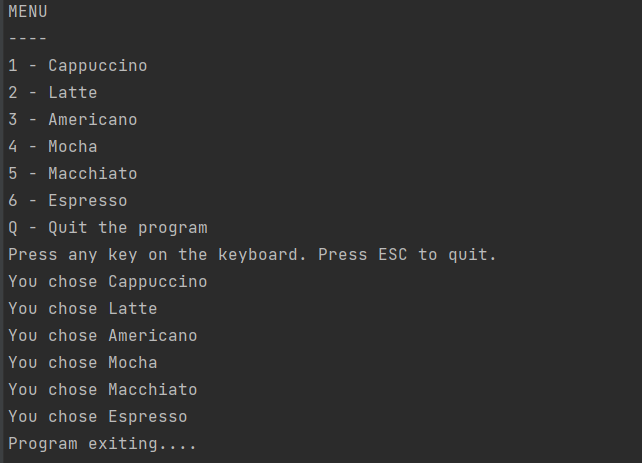 MENU
----
1 - Cappuccino
2 - Latte
3 - Americano
4 - Mocha
5 - Macchiato
6 - Espresso
Q - Quit the program
Press any key on the keyboard. Press ESC to quit.
You chose Cappuccino
You chose Latte
You chose Americano
You chose Mocha
You chose Macchiato
You chose Espresso
Program exiting....